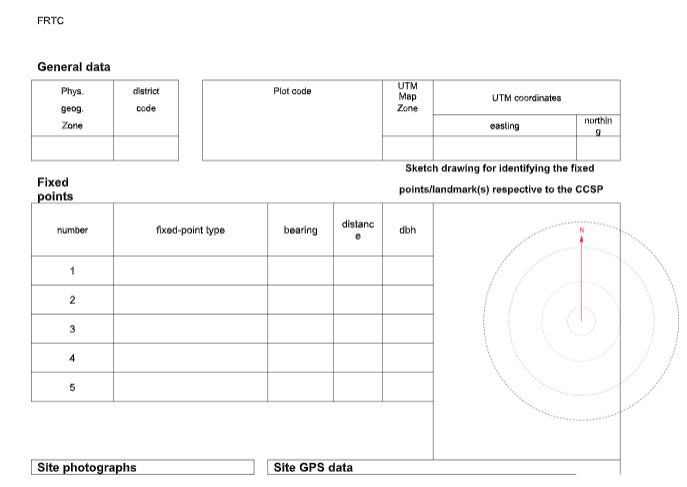 FRTC
General data
Phys.
geog.
Zone
district
code
Plot code
UTM
Map
Zone
UTM coordinates
easting
northin
g
Sketch drawing for identifying the fixed
points/landmark(s) respective to the CCSP
Fixed
points
number
fixed-point type
bearing
distanc
e
dbh
N
1
2
3
4
5
Site photographs
Site GPS data